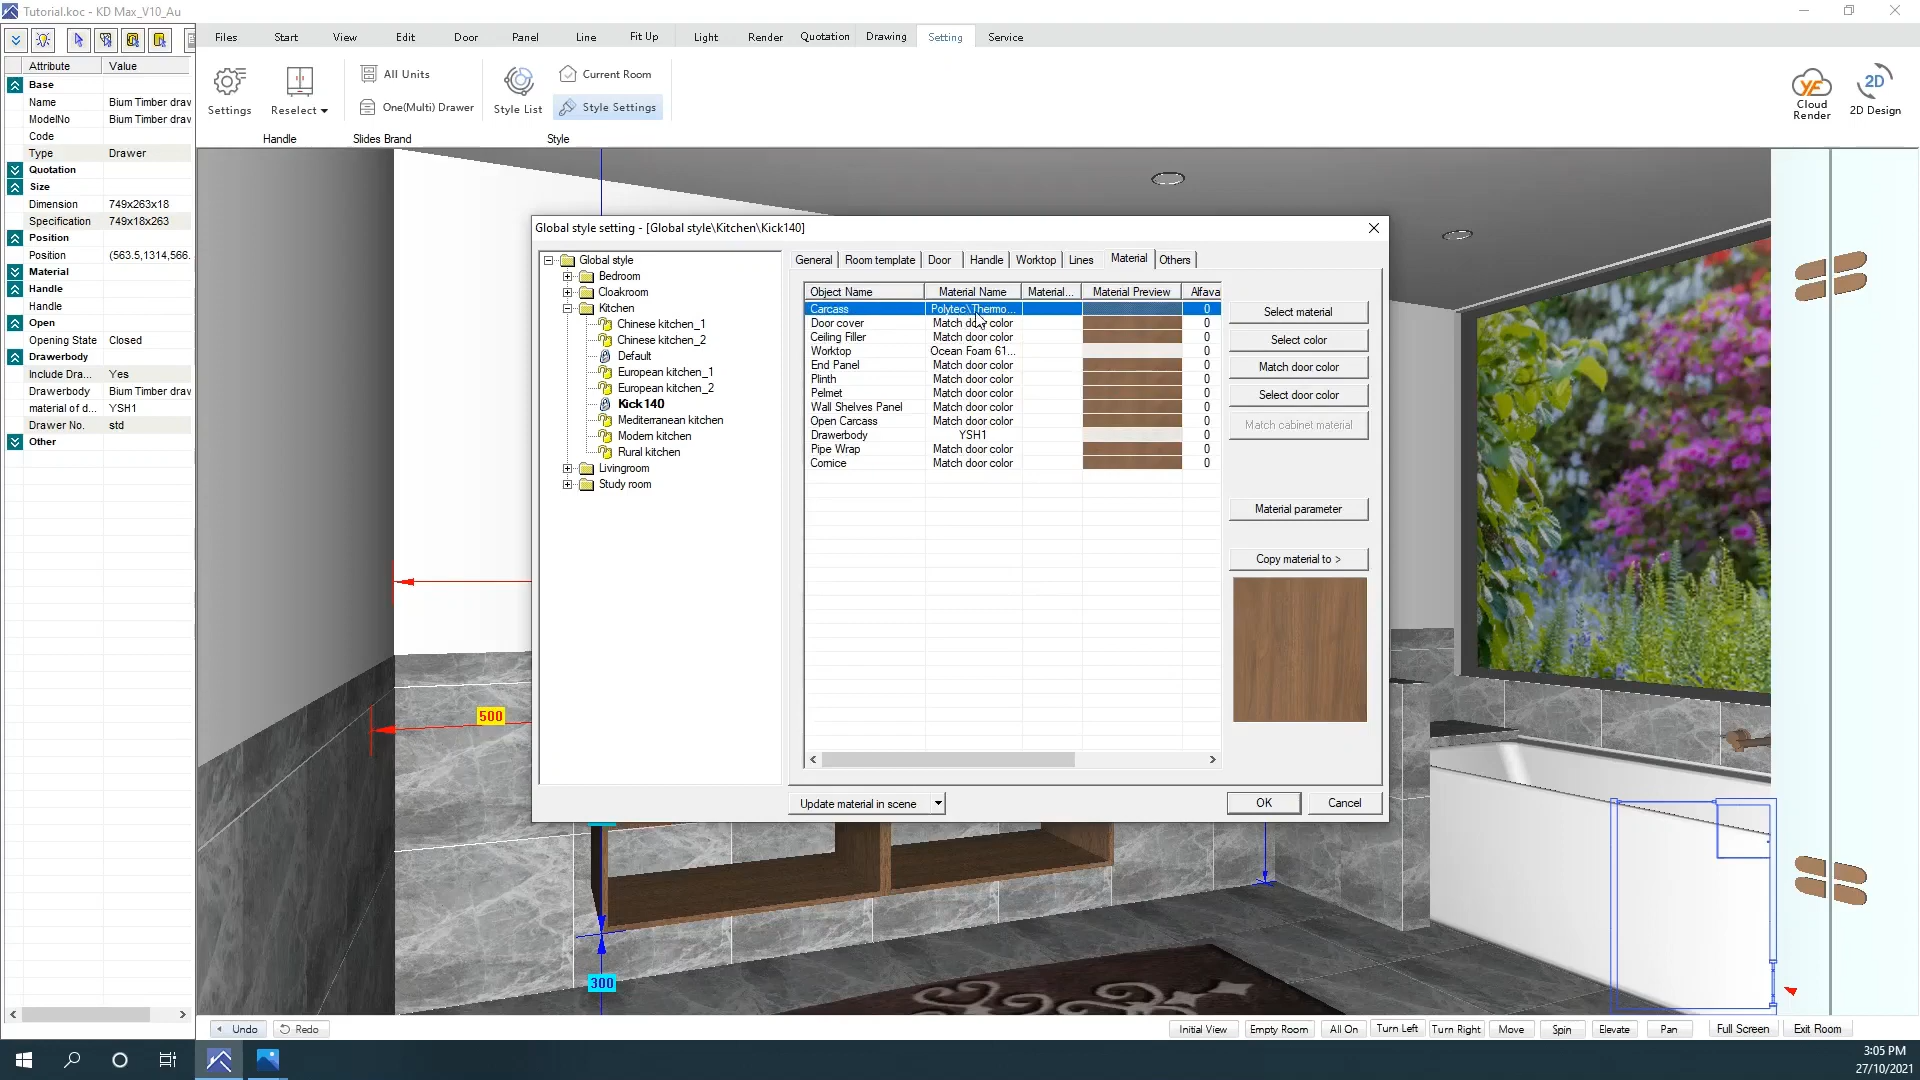 Tutorial.koc - KD Max_V10_Au
Files
Start
View
Edit
Door
Panel
Line
Fit Up
Light
Render
Quotation
Drawing
Setting
Service
Settings
Reselect
Handle
All Units
One(Multi) Drawer
Slides Brand
Style List
Current Room
Style Settings
Style
Cloud Render
2D
2D Design
Attribute Value
Base
Name Bium Timber drav
ModelNo Bium Timber drav
Code
Type Drawer
Quotation
Size
Dimension 749x263x18
Specification 749x18x263
Position
Position (563.5,1314,566.
Material
Handle
Handle
Open
Opening State Closed
Drawerbody
Include Dra... Yes
Drawerbody Bium Timber drav
material of d... YSH1
Drawer No. std
Other
Global style setting - [Global style\Kitchen\Kick140]
Global style
Bedroom
Cloakroom
Kitchen
Chinese kitchen_1
Chinese kitchen_2
Default
European kitchen_1
European kitchen_2
Kick140
Mediterranean kitchen
Modern kitchen
Rural kitchen
Livingroom
Study room
General Room template Door Handle Worktop Lines Material Others
Object Name Material Name Material... Material Preview Alfava
Carcass Polytec\Thermo... 0
Door cover Match door color 0
Ceiling Filler Match door color 0
Worktop Ocean Foam 61... 0
End Panel Match door color 0
Plinth Match door color 0
Pelmet Match door color 0
Wall Shelves Panel Match door color 0
Open Carcass Match door color 0
Drawerbody YSH1 0
Pipe Wrap Match door color 0
Cornice Match door color 0
Select material
Select color
Match door color
Select door color
Match cabinet material
Material parameter
Copy material to >
Update material in scene
OK
Cancel
500
300
Undo
Redo
Initial View
Empty Room
All On
Turn Left
Turn Right
Move
Spin
Elevate
Pan
Full Screen
Exit Room
3:05 PM
27/10/2021